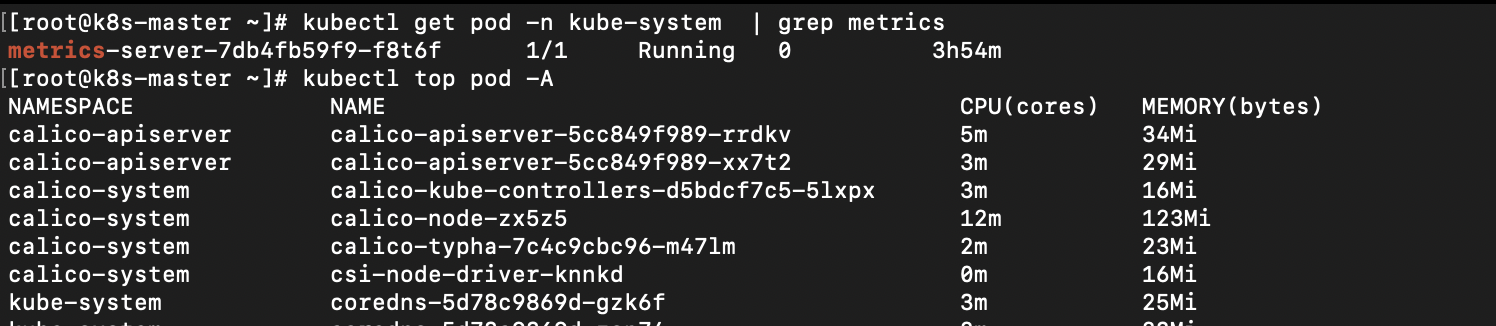 [[root@k8s-master ~]# kubectl get pod -n kube-system  | grep metrics
metrics-server-7db4fb59f9-f8t6f      1/1     Running   0          3h54m
[[root@k8s-master ~]# kubectl top pod -A
NAMESPACE             NAME                                      CPU(cores)   MEMORY(bytes)
calico-apiserver      calico-apiserver-5cc849f989-rrdkv          5m           34Mi
calico-apiserver      calico-apiserver-5cc849f989-xx7t2          3m           29Mi
calico-system         calico-kube-controllers-d5bdcf7c5-5lxpx    3m           16Mi
calico-system         calico-node-zx5z5                          12m          123Mi
calico-system         calico-typha-7c4c9cbc96-m47lm              2m           23Mi
calico-system         csi-node-driver-knnkd                      0m           16Mi
kube-system           coredns-5d78c9869d-gzk6f                   3m           25Mi